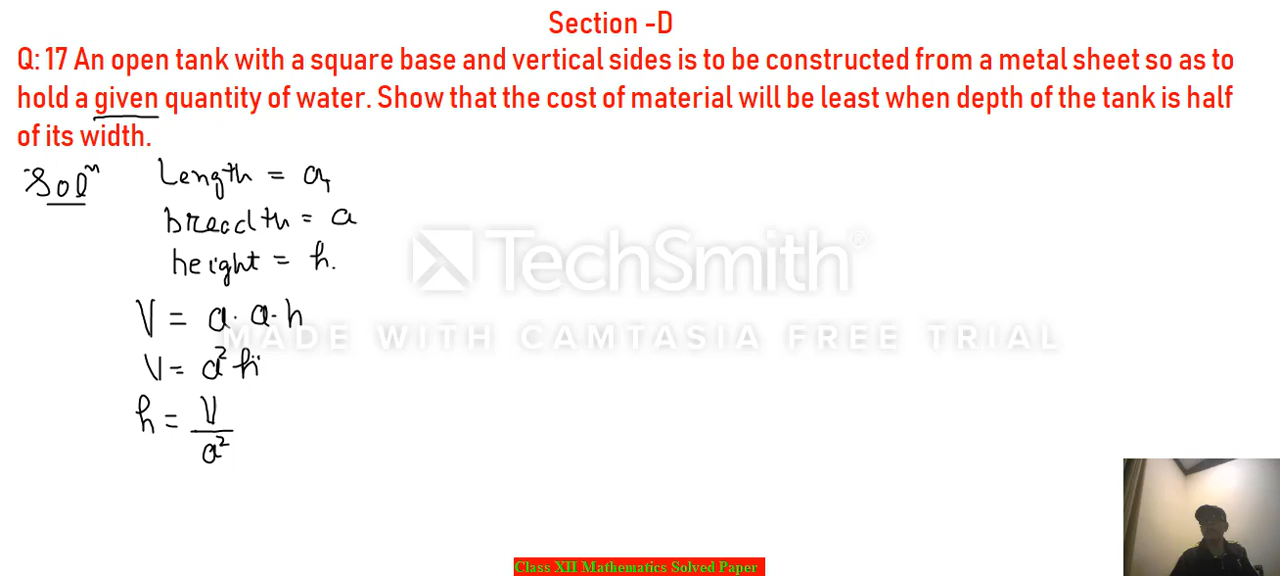 Section -D
Q: 17 An open tank with a square base and vertical sides is to be constructed from a metal sheet so as to
hold a given quantity of water. Show that the cost of material will be least when depth of the tank is half
of its width.
Solⁿ Length = a,
breadth = a
height = h.
V = a. a. h
V = a² h
h = V
a²
TechSmith®
MADE WITH CAMTASIA FREE TRIAL
Class XII Mathematics Solved Paper